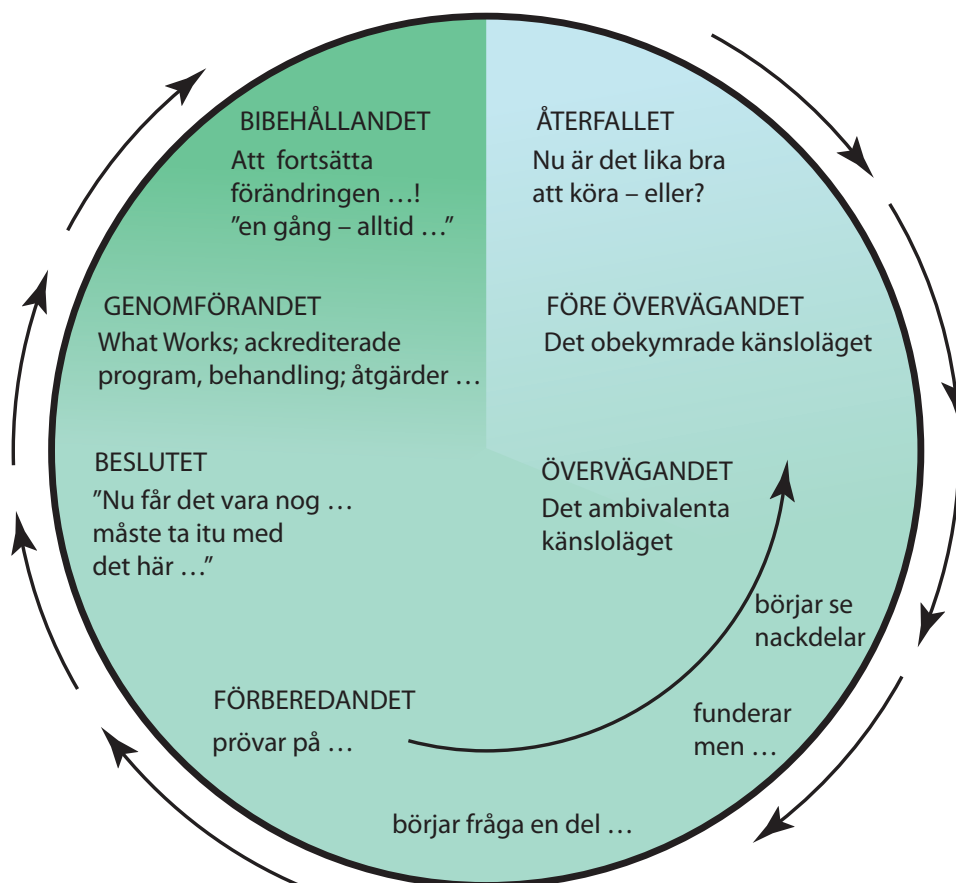 BIBEHÅLLANDET
Att fortsätta
förändringen …!
”en gång – alltid …”
ÅTERFALLET
Nu är det lika bra
att köra – eller?
GENOMFÖRANDET
What Works; ackrediterade
program, behandling; åtgärder …
FÖRE ÖVERVÄGANDET
Det obekymrade känsloläget
BESLUTET
”Nu får det vara nog …
måste ta itu med
det här …”
ÖVERVÄGANDET
Det ambivalenta
känsloläget
börjar se
nackdelar
FÖRBEREDANDET
prövar på …
funderar
men …
börjar fråga en del …